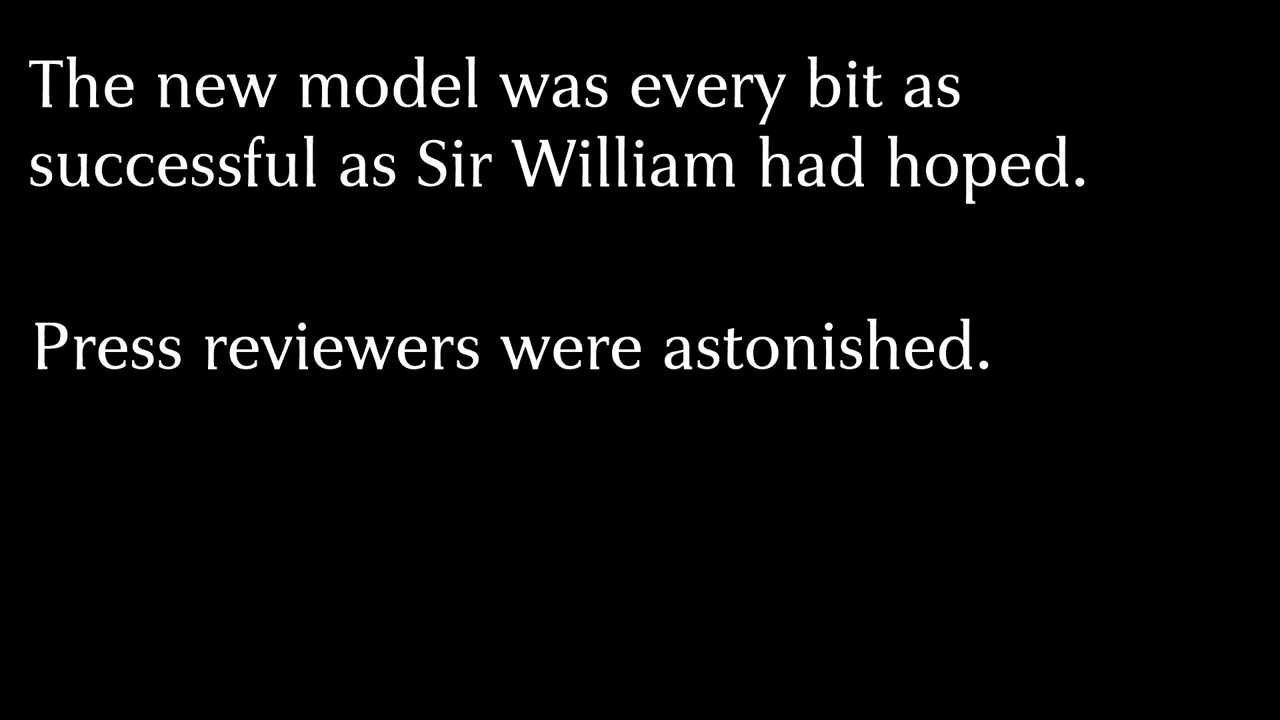 The new model was every bit as
successful as Sir William had hoped.
Press reviewers were astonished.